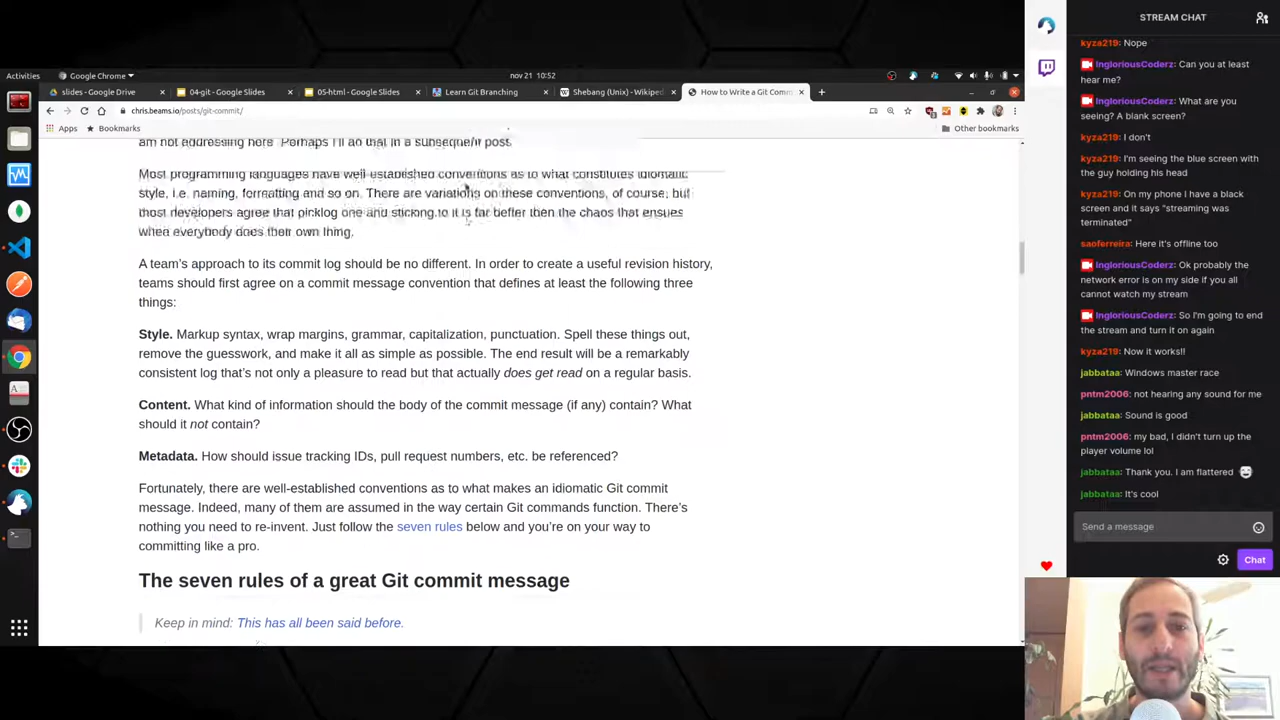 Activities
Google Chrome
nov 21 10:52
slides - Google Drive
04-git - Google Slides
05-html - Google Slides
Learn Git Branching
Shebang (Unix) - Wikiped
How to Write a Git Comm
chris.beams.io/posts/git-commit/
Apps
Bookmarks
Other bookmarks
am not addressing here Perhaps I'll do that in a subsequent post
Most programming languages have well-established conventions as to what constitutes idiomatic
style, i.e. naming, formatting and so on. There are variations on these conventions, of course, but
most developers agree that picking one and sticking to it is far better than the chaos that ensues
when everybody does their own thing.
A team's approach to its commit log should be no different. In order to create a useful revision history,
teams should first agree on a commit message convention that defines at least the following three
things:
Style. Markup syntax, wrap margins, grammar, capitalization, punctuation. Spell these things out,
remove the guesswork, and make it all as simple as possible. The end result will be a remarkably
consistent log that's not only a pleasure to read but that actually does get read on a regular basis.
Content. What kind of information should the body of the commit message (if any) contain? What
should it not contain?
Metadata. How should issue tracking IDs, pull request numbers, etc. be referenced?
Fortunately, there are well-established conventions as to what makes an idiomatic Git commit
message. Indeed, many of them are assumed in the way certain Git commands function. There's
nothing you need to re-invent. Just follow the seven rules below and you're on your way to
committing like a pro.
The seven rules of a great Git commit message
Keep in mind: This has all been said before.
STREAM CHAT
kyza219: Nope
IngloriousCoderz: Can you at least
hear me?
IngloriousCoderz: What are you
seeing? A blank screen?
kyza219: I don't
kyza219: I'm seeing the blue screen with
the guy holding his head
kyza219: On my phone I have a black
screen and it says "streaming was
terminated"
saoferreira: Here it's offline too
IngloriousCoderz: Ok probably the
network error is on my side if you all
cannot watch my stream
IngloriousCoderz: So I'm going to end
the stream and turn it on again
kyza219: Now it works!!
jabbataa: Windows master race
pntm2006: not hearing any sound for me
jabbataa: Sound is good
pntm2006: my bad, I didn't turn up the
player volume lol
jabbataa: Thank you. I am flattered
jabbataa: It's cool
Send a message
Chat